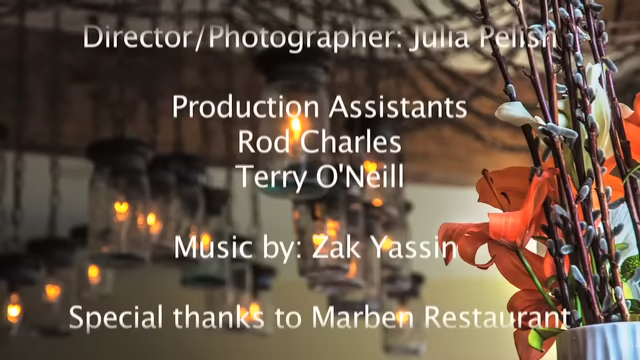 Director/Photographer: Julia Pelish
Production Assistants
Rod Charles
Terry O'Neill
Music by: Zak Yassin
Special thanks to Marben Restaurant